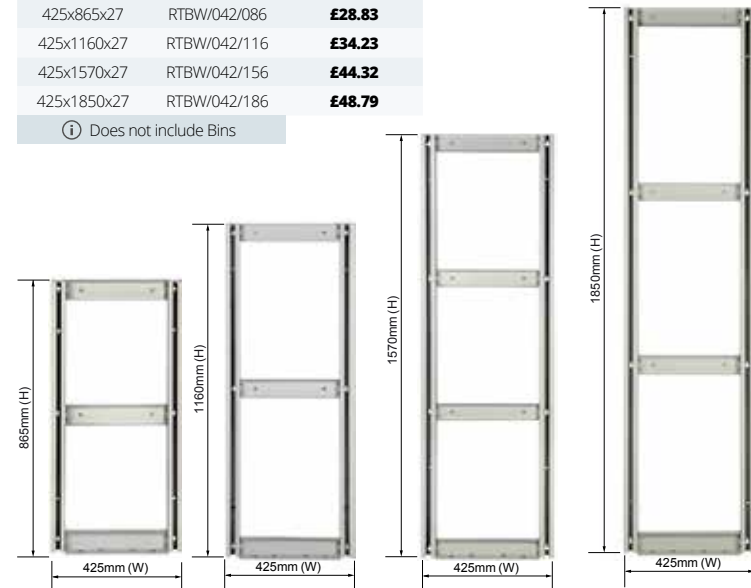 425x865x27 RTBW/042/086 £28.83
425x1160x27 RTBW/042/116 £34.23
425x1570x27 RTBW/042/156 £44.32
425x1850x27 RTBW/042/186 £48.79
i Does not include Bins
865mm (H)
1160mm (H)
1570mm (H)
1850mm (H)
425mm (W)
425mm (W)
425mm (W)
425mm (W)